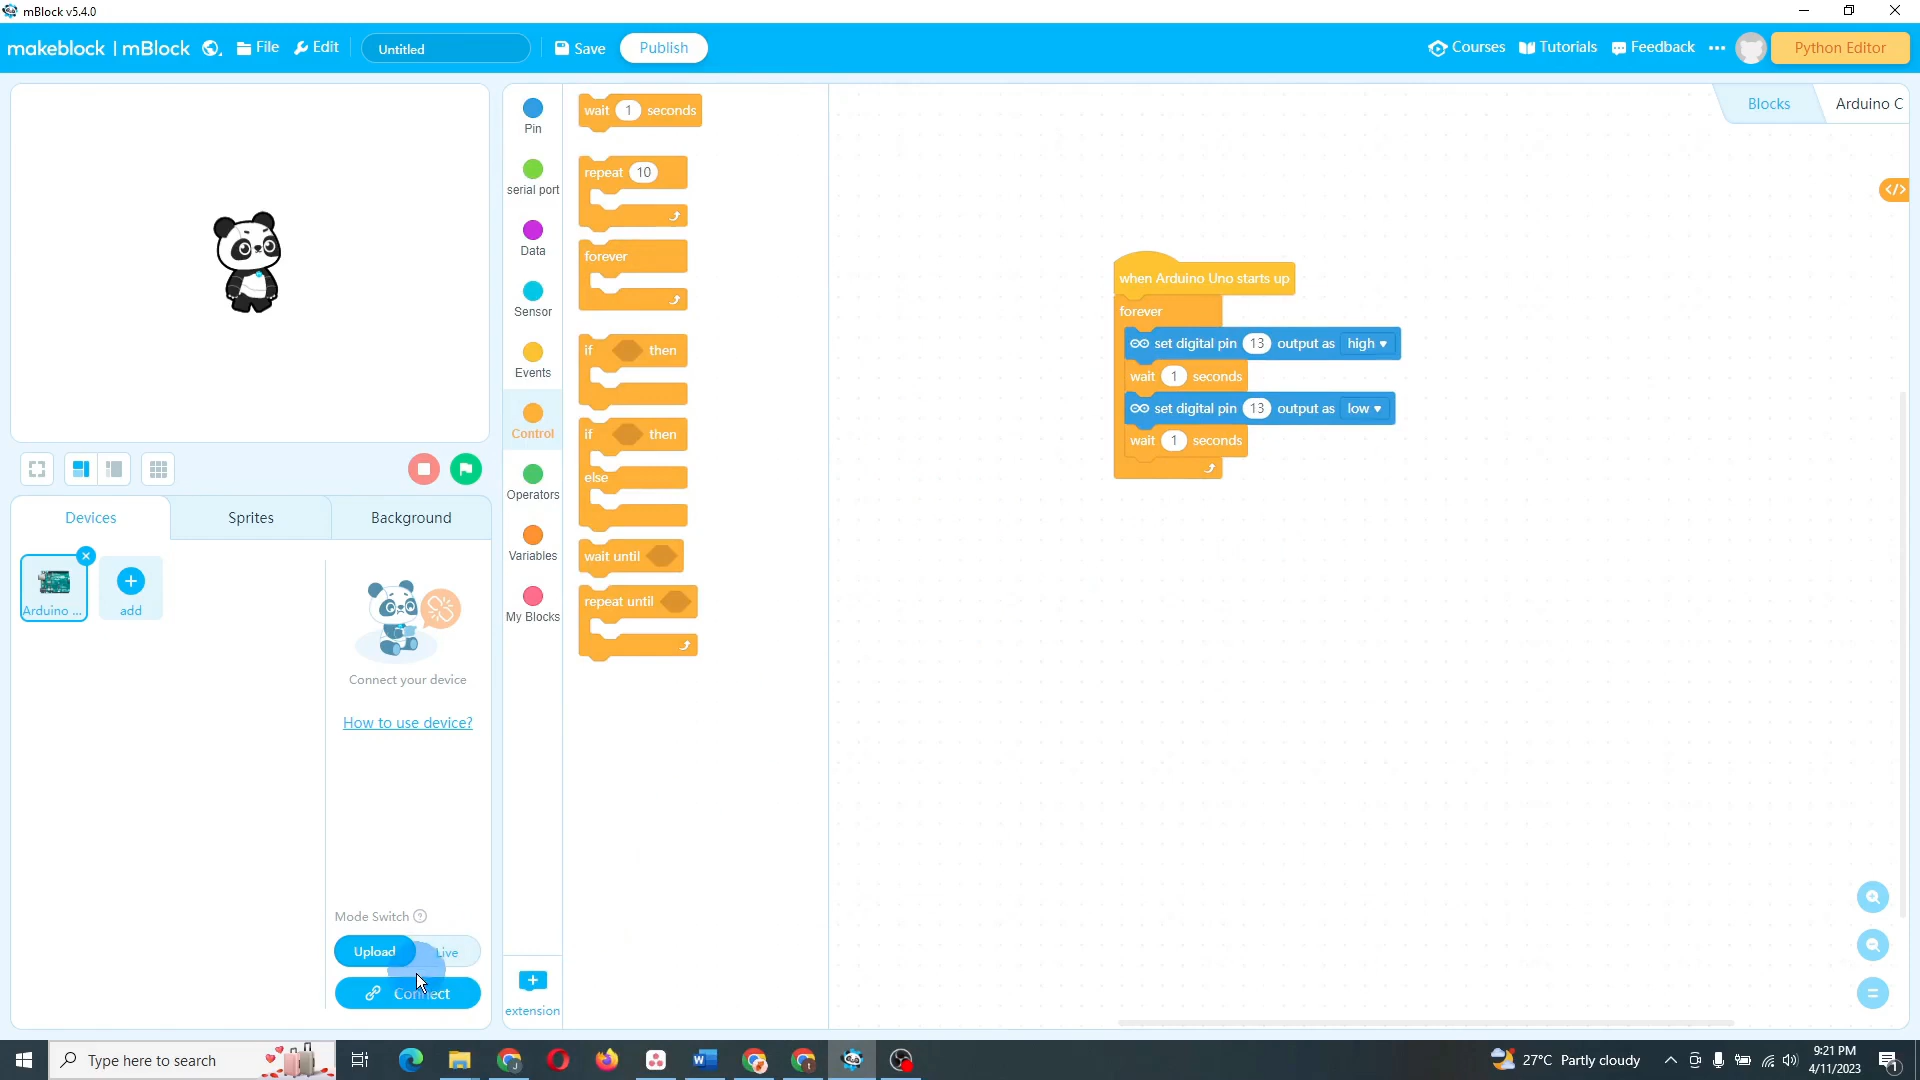 mBlock v5.4.0
makeblock | mBlock File Edit Untitled Save Publish Courses Tutorials Feedback Python Editor
Blocks Arduino C
Pin
serial port
Data
Sensor
Events
Control
Operators
Variables
My Blocks
extension
wait 1 seconds
repeat 10
forever
if then
if then
else
wait until
repeat until
when Arduino Uno starts up
forever
set digital pin 13 output as high
wait 1 seconds
set digital pin 13 output as low
wait 1 seconds
Devices Sprites Background
Arduino ...
add
Connect your device
How to use device?
Mode Switch
Upload Live
Connect
Type here to search
27°C Partly cloudy
9:21 PM
4/11/2023
1